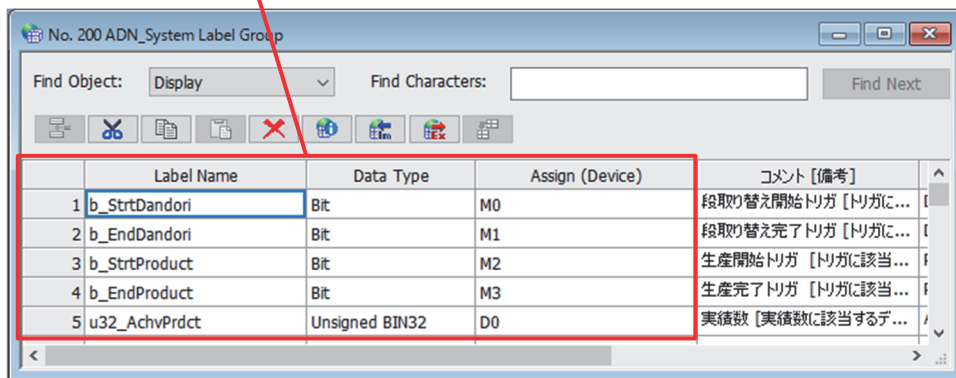 No. 200 ADN_System Label Group
Find Object: Display Find Characters: Find Next
Im Ex
Label Name Data Type Assign (Device) コメント [備考]
1 b_StrtDandori Bit M0 段取り替え開始トリガ [トリガに...
2 b_EndDandori Bit M1 段取り替え完了トリガ [トリガに...
3 b_StrtProduct Bit M2 生産開始トリガ [トリガに該当...
4 b_EndProduct Bit M3 生産完了トリガ [トリガに該当...
5 u32_AchvPrdct Unsigned BIN32 D0 実績数 [実績数に該当するデ...